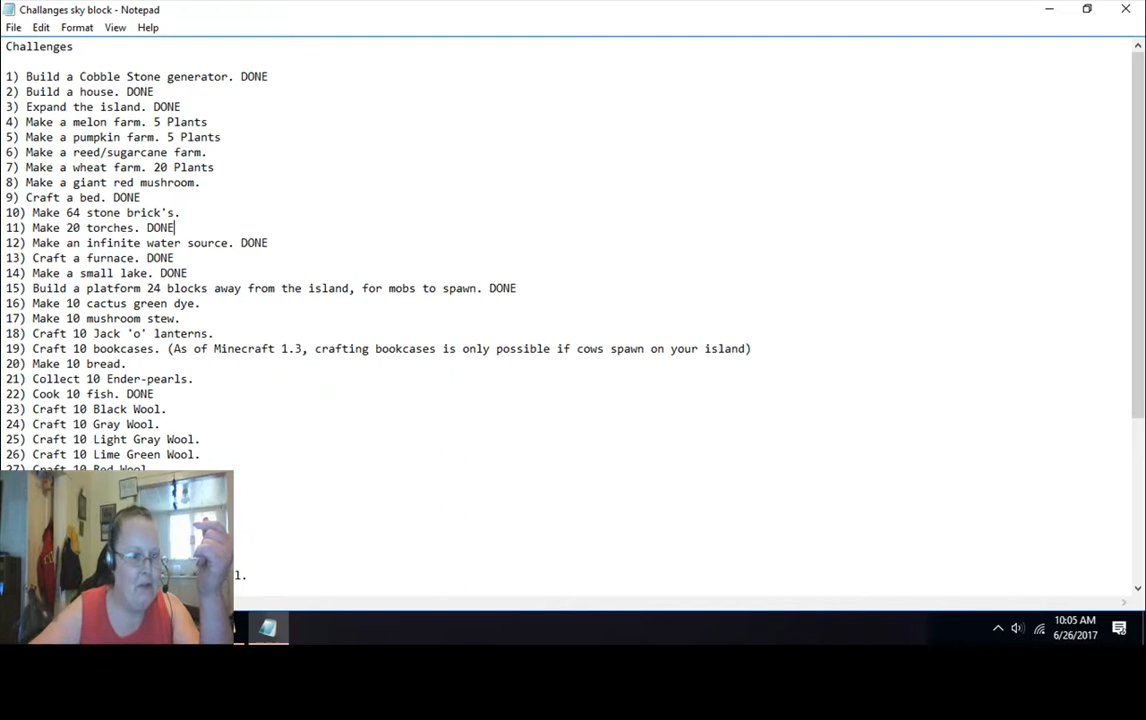 Challanges sky block - Notepad
File Edit Format View Help
Challenges
1) Build a Cobble Stone generator. DONE
2) Build a house. DONE
3) Expand the island. DONE
4) Make a melon farm. 5 Plants
5) Make a pumpkin farm. 5 Plants
6) Make a reed/sugarcane farm.
7) Make a wheat farm. 20 Plants
8) Make a giant red mushroom.
9) Craft a bed. DONE
10) Make 64 stone brick's.
11) Make 20 torches. DONE
12) Make an infinite water source. DONE
13) Craft a furnace. DONE
14) Make a small lake. DONE
15) Build a platform 24 blocks away from the island, for mobs to spawn. DONE
16) Make 10 cactus green dye.
17) Make 10 mushroom stew.
18) Craft 10 Jack 'o' lanterns.
19) Craft 10 bookcases. (As of Minecraft 1.3, crafting bookcases is only possible if cows spawn on your island)
20) Make 10 bread.
21) Collect 10 Ender-pearls.
22) Cook 10 fish. DONE
23) Craft 10 Black Wool.
24) Craft 10 Gray Wool.
25) Craft 10 Light Gray Wool.
26) Craft 10 Lime Green Wool.
27) Craft 10 Red Wool.
l.
10:05 AM
6/26/2017